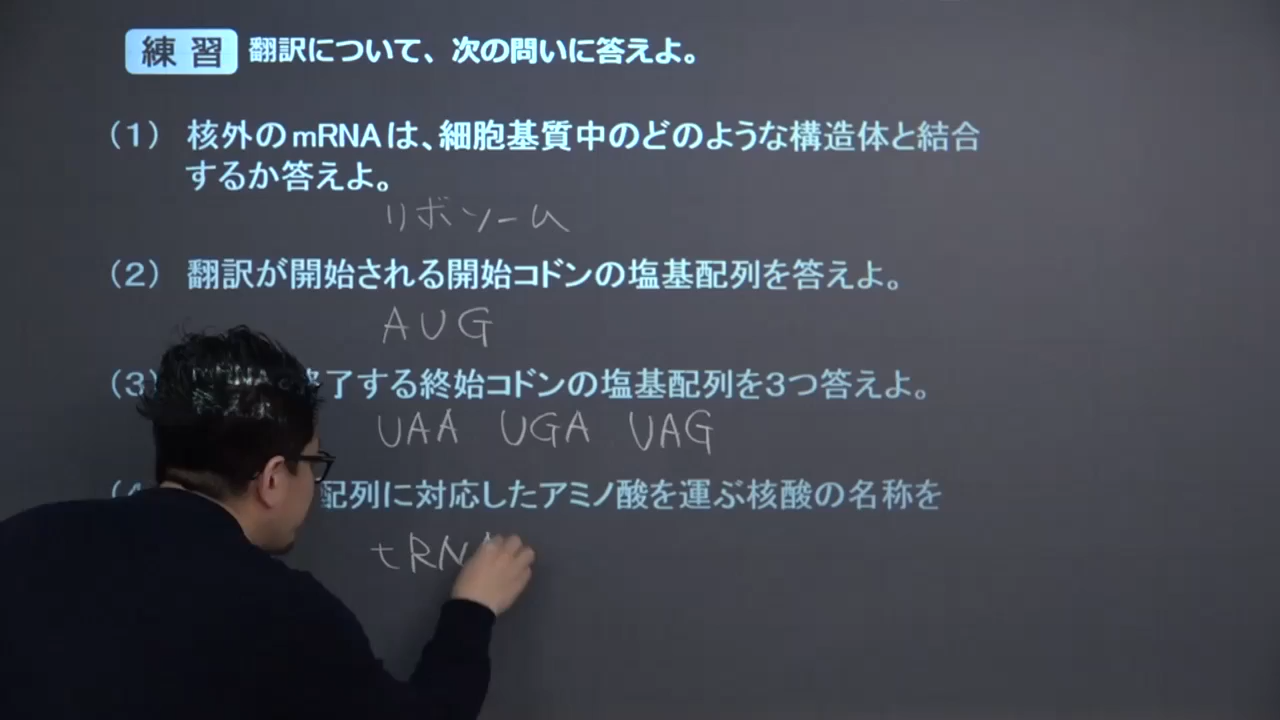 練習 翻訳について、次の問いに答えよ。
(1) 核外のmRNAは、細胞基質中のどのような構造体と結合
するか答えよ。
リボソーム
(2) 翻訳が開始される開始コドンの塩基配列を答えよ。
AUG
(3) 終了する終始コドンの塩基配列を3つ答えよ。
UAA UGA UAG
配列に対応したアミノ酸を運ぶ核酸の名称を
tRNA